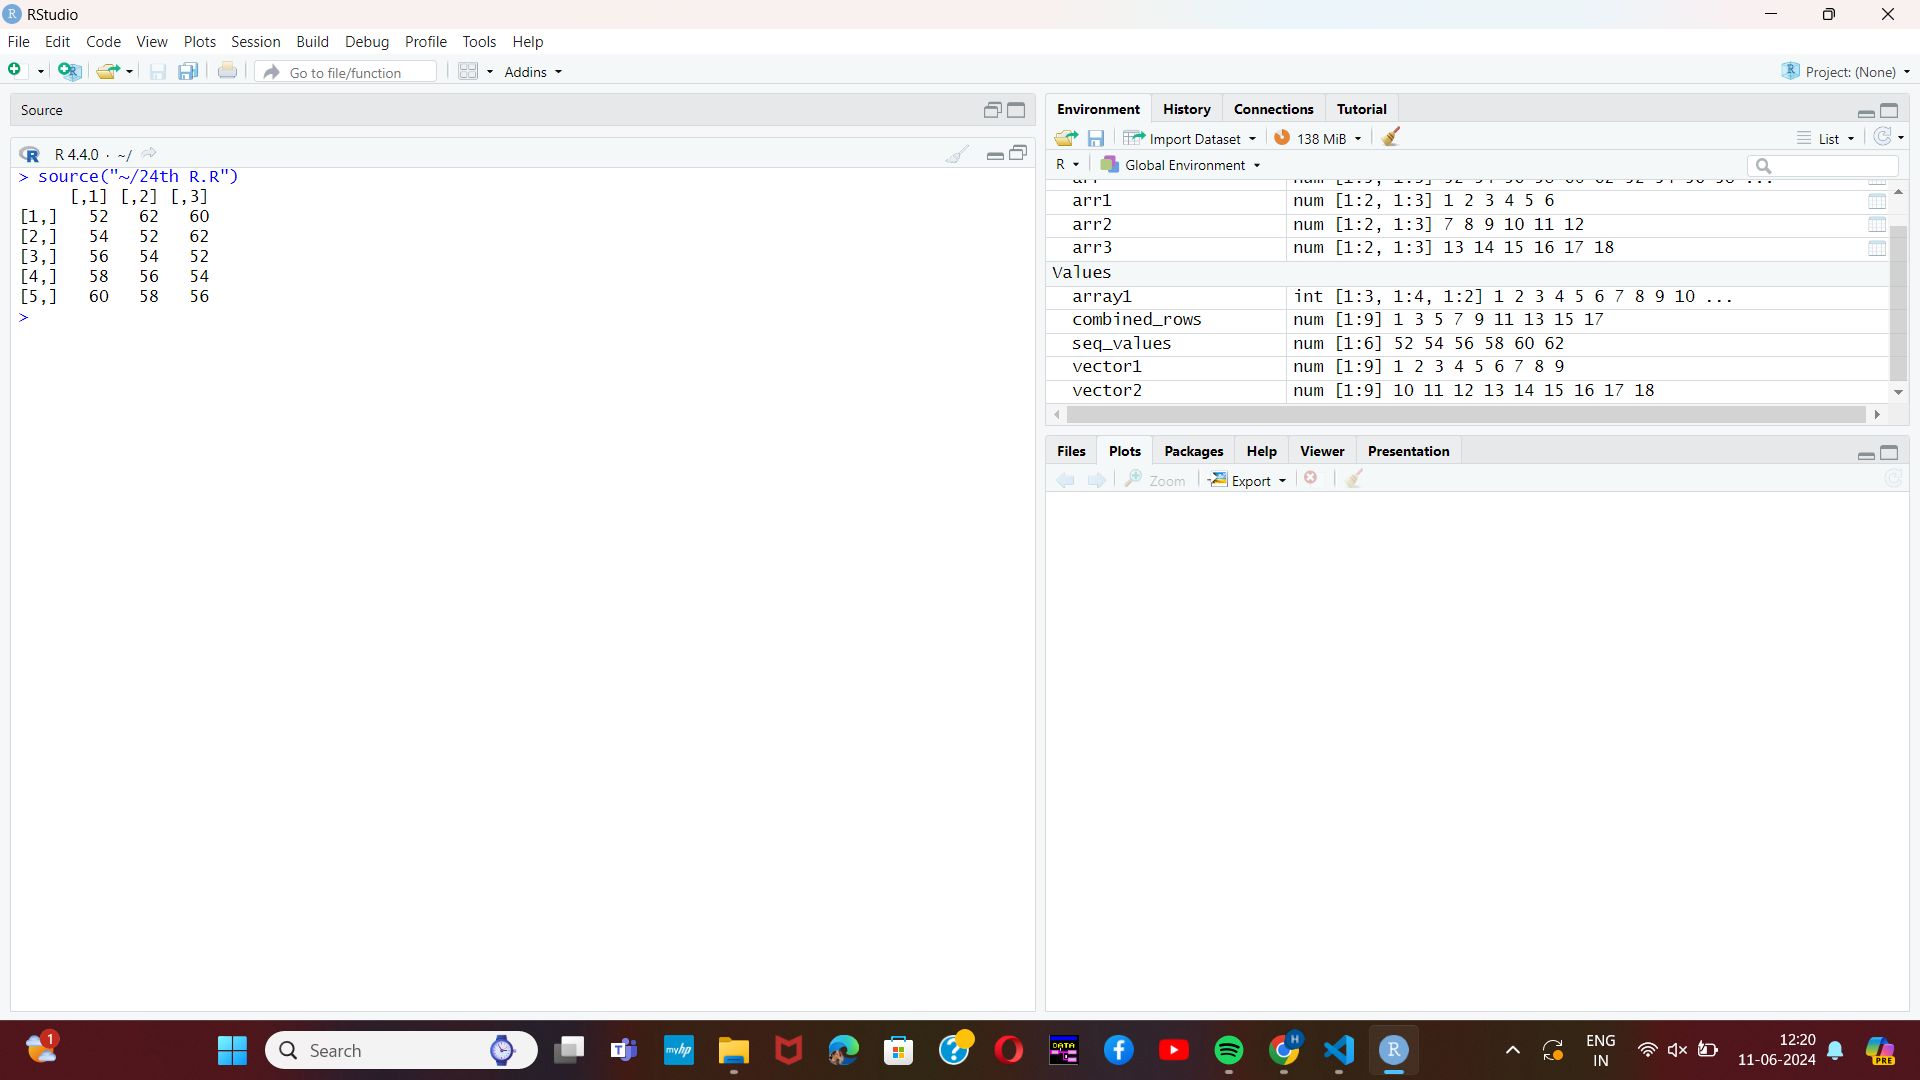 RStudio
File Edit Code View Plots Session Build Debug Profile Tools Help
Go to file/function Addins Project: (None)
Source
R 4.4.0 · ~/
> source("~/24th R.R")
[,1] [,2] [,3]
[1,] 52 62 60
[2,] 54 52 62
[3,] 56 54 52
[4,] 58 56 54
[5,] 60 58 56
>
Environment History Connections Tutorial
Import Dataset 138 MiB List
R Global Environment
arr1 num [1:2, 1:3] 1 2 3 4 5 6
arr2 num [1:2, 1:3] 7 8 9 10 11 12
arr3 num [1:2, 1:3] 13 14 15 16 17 18
Values
array1 int [1:3, 1:4, 1:2] 1 2 3 4 5 6 7 8 9 10 ...
combined_rows num [1:9] 1 3 5 7 9 11 13 15 17
seq_values num [1:6] 52 54 56 58 60 62
vector1 num [1:9] 1 2 3 4 5 6 7 8 9
vector2 num [1:9] 10 11 12 13 14 15 16 17 18
Files Plots Packages Help Viewer Presentation
Zoom Export
1 Search myhp DATA H R ENG 12:20
IN 11-06-2024 PRE